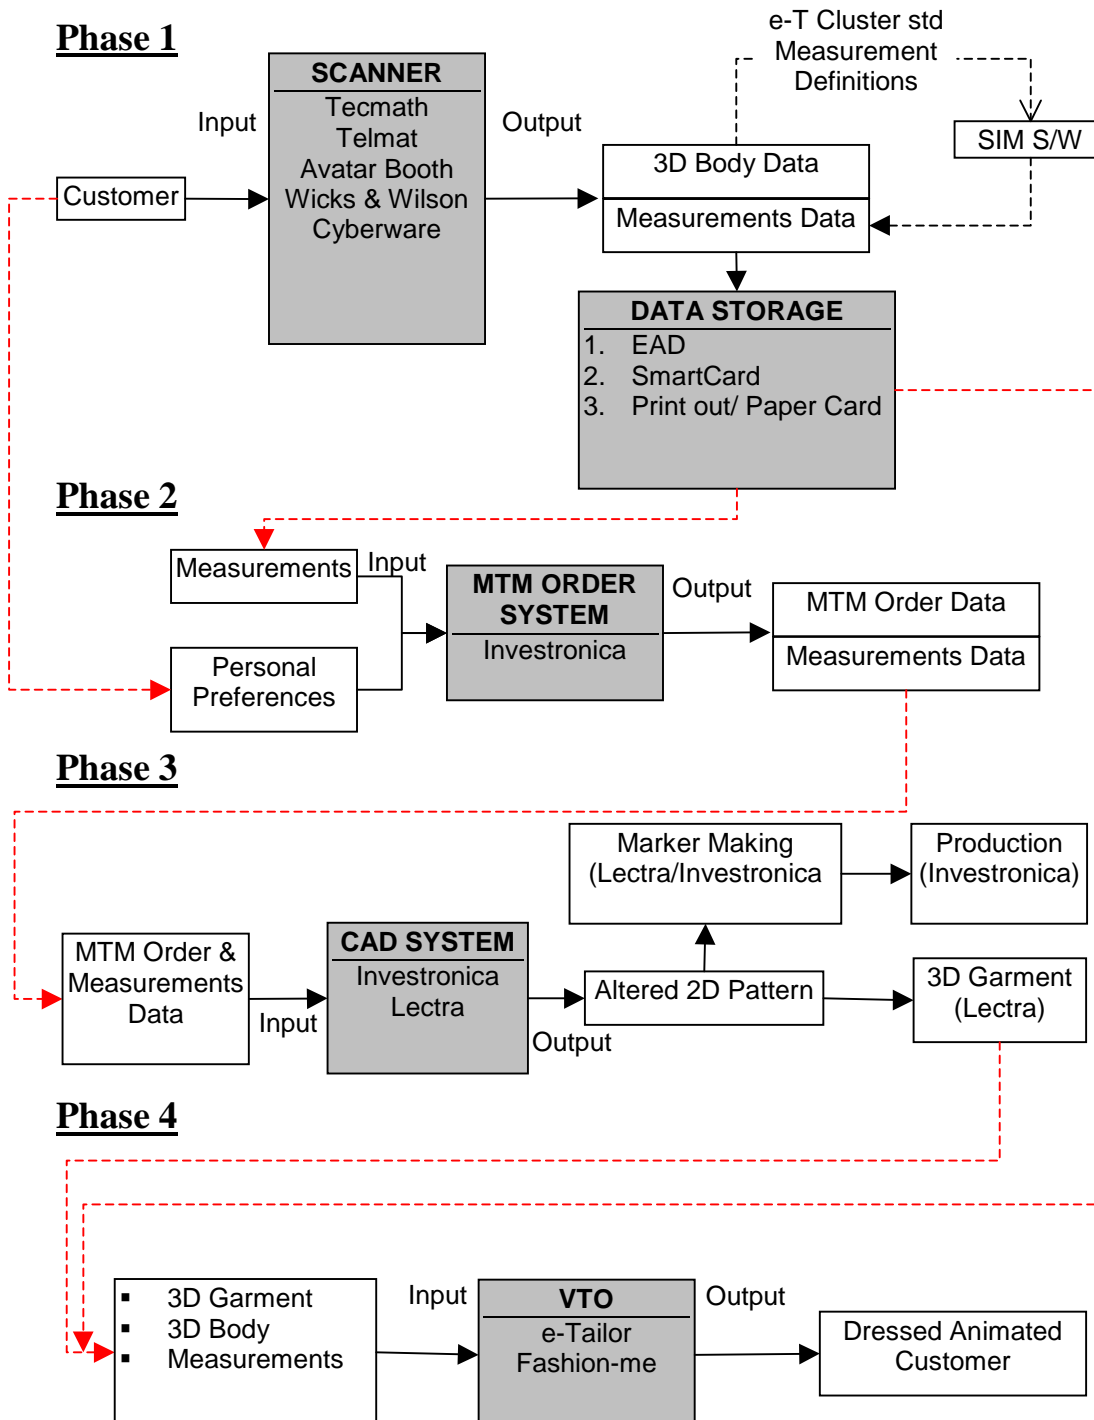 Phase 1
e-T Cluster std
Measurement
Definitions
SCANNER
Tecmath
Telmat
Avatar Booth
Wicks & Wilson
Cyberware
Input
Output
Customer
3D Body Data
Measurements Data
SIM S/W
DATA STORAGE
1. EAD
2. SmartCard
3. Print out/ Paper Card
Phase 2
Measurements
Input
Personal
Preferences
MTM ORDER
SYSTEM
Investronica
Output
MTM Order Data
Measurements Data
Phase 3
Marker Making
(Lectra/Investronica
Production
(Investronica)
MTM Order &
Measurements
Data
Input
CAD SYSTEM
Investronica
Lectra
Output
Altered 2D Pattern
3D Garment
(Lectra)
Phase 4
▪ 3D Garment
▪ 3D Body
▪ Measurements
Input
VTO
e-Tailor
Fashion-me
Output
Dressed Animated
Customer